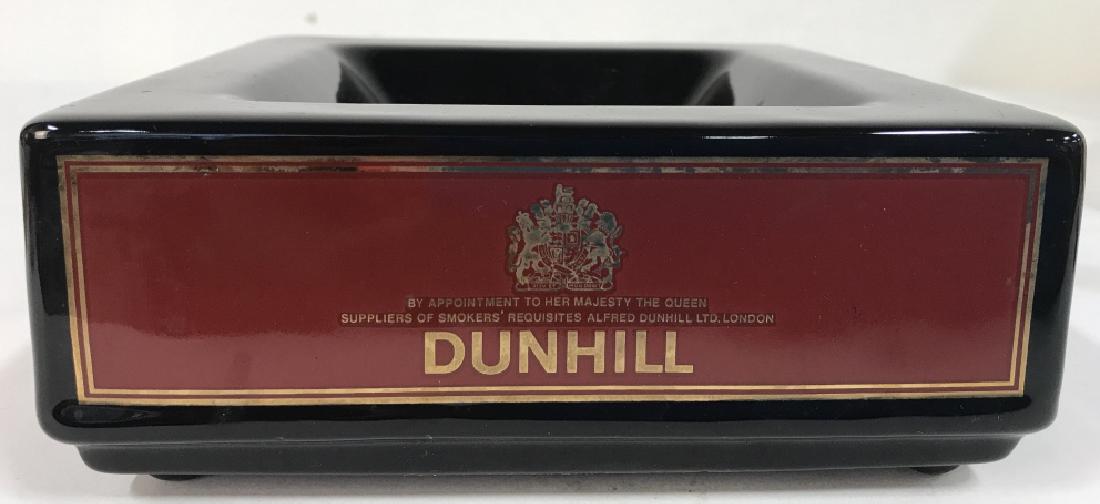 BY APPOINTMENT TO HER MAJESTY THE QUEEN
SUPPLIERS OF SMOKERS' REQUISITES ALFRED DUNHILL LTD. LONDON
DUNHILL